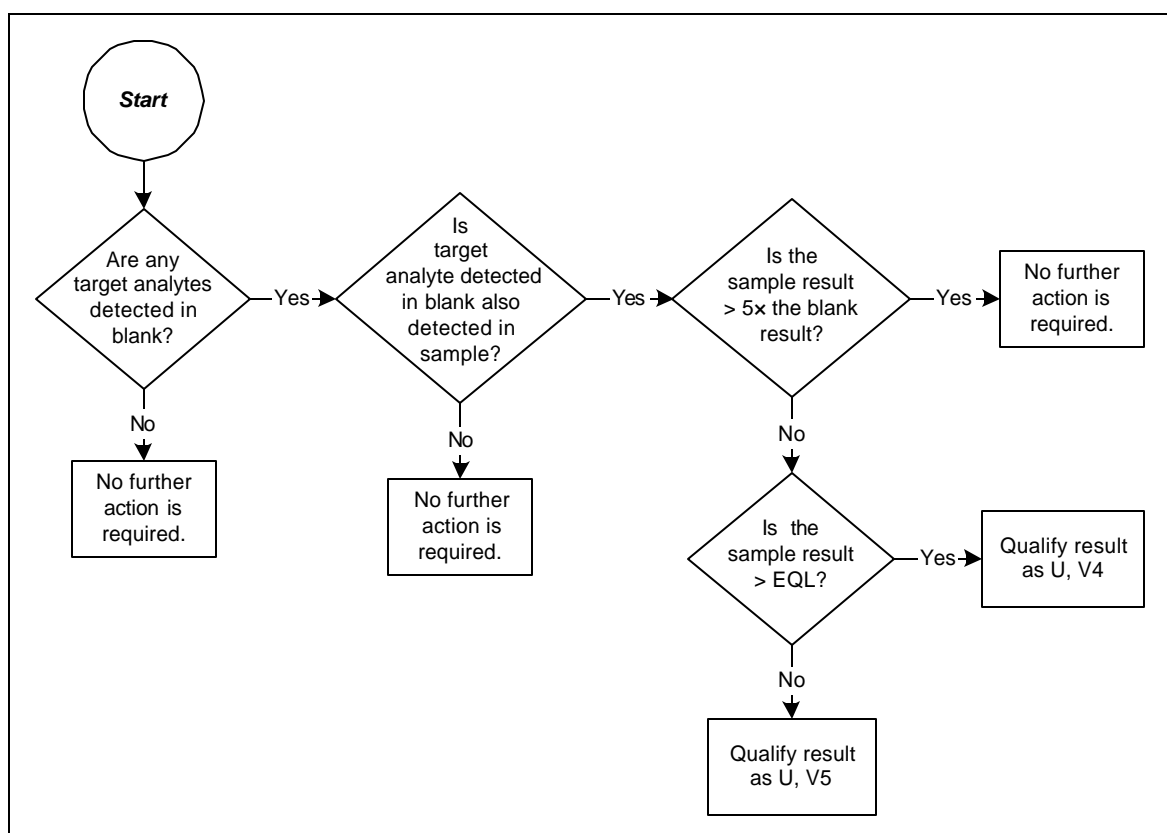 Start
Are any
target analytes
detected in
blank?
Yes
Is
target
analyte detected
in blank also
detected in
sample?
Yes
Is the
sample result
> 5× the blank
result?
Yes
No further
action is
required.
No
No further
action is
required.
No
No further
action is
required.
No
Is the
sample result
> EQL?
Yes
Qualify result
as U, V4
No
Qualify result
as U, V5